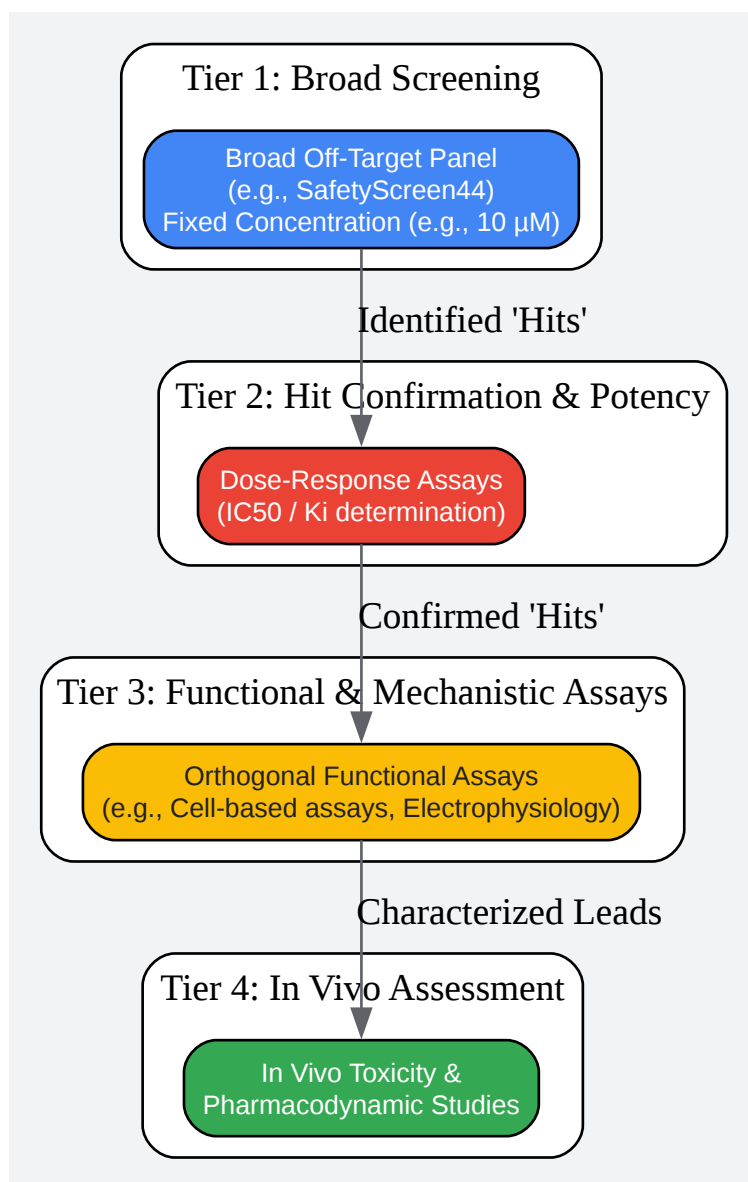 Tier 1: Broad Screening
Broad Off-Target Panel
(e.g., SafetyScreen44)
Fixed Concentration (e.g., 10 µM)
Identified 'Hits'
Tier 2: Hit Confirmation & Potency
Dose-Response Assays
(IC50 / Ki determination)
Confirmed 'Hits'
Tier 3: Functional & Mechanistic Assays
Orthogonal Functional Assays
(e.g., Cell-based assays, Electrophysiology)
Characterized Leads
Tier 4: In Vivo Assessment
In Vivo Toxicity &
Pharmacodynamic Studies